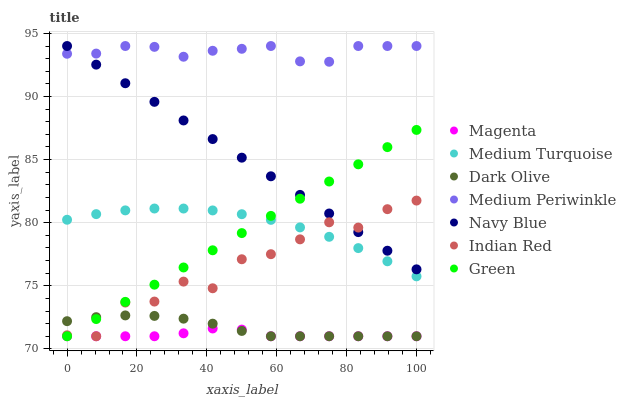 title
95
90
85
80
75
70
0
20
40
60
80
100
xaxis_label
yaxis_label
Magenta
Medium Turquoise
Dark Olive
Medium Periwinkle
Navy Blue
Indian Red
Green